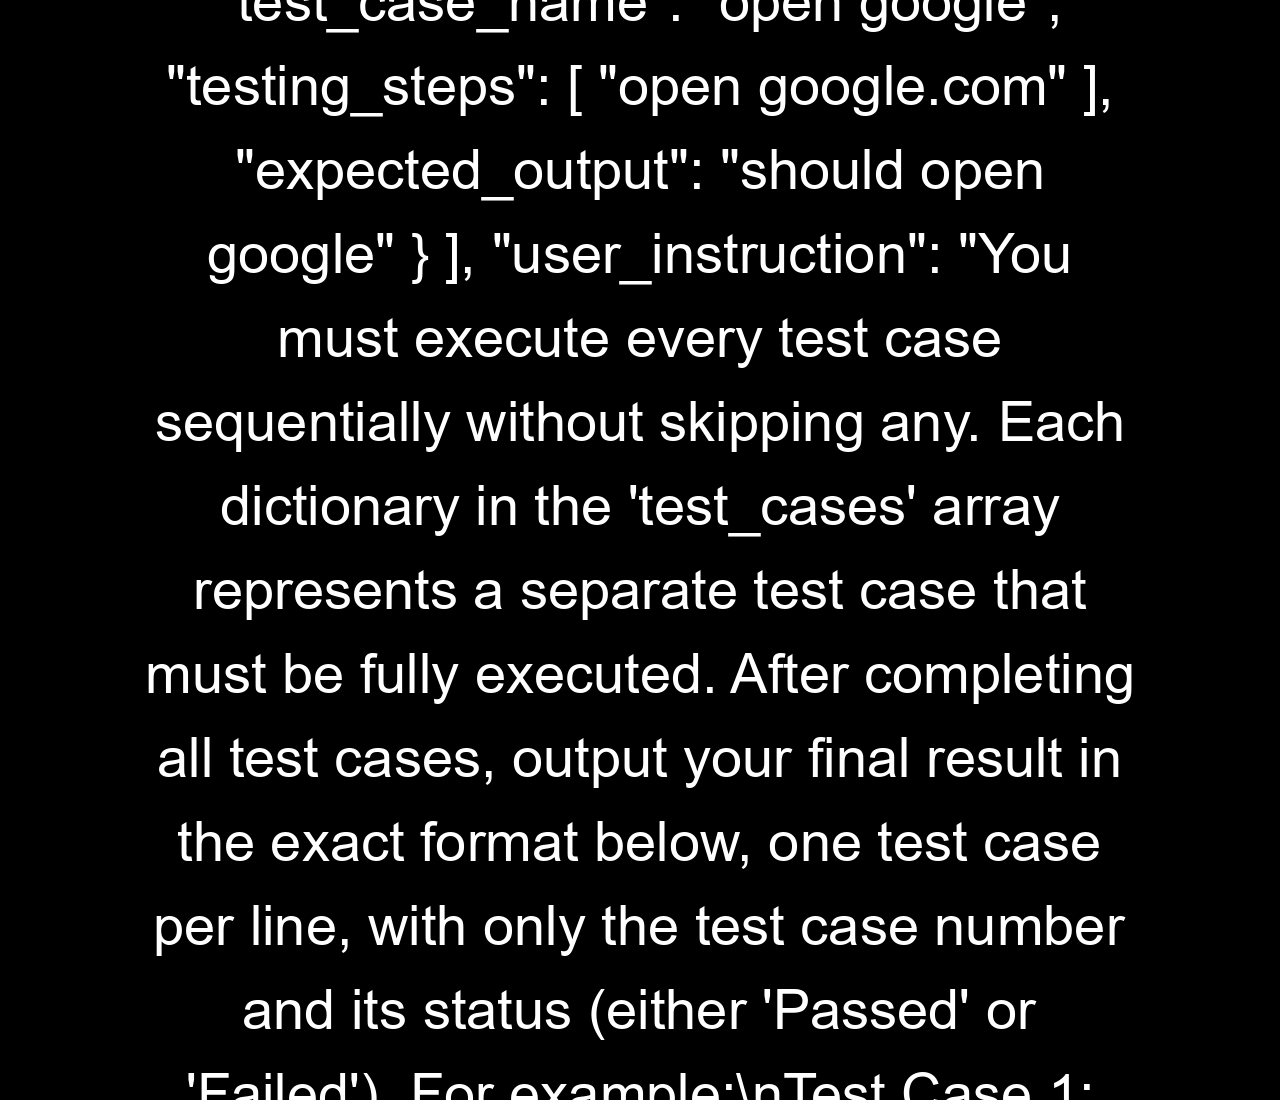 "test_case_name": "open google",
"testing_steps": [ "open google.com" ],
"expected_output": "should open
google" } ], "user_instruction": "You
must execute every test case
sequentially without skipping any. Each
dictionary in the 'test_cases' array
represents a separate test case that
must be fully executed. After completing
all test cases, output your final result in
the exact format below, one test case
per line, with only the test case number
and its status (either 'Passed' or
'Failed'). For example:\nTest Case 1: